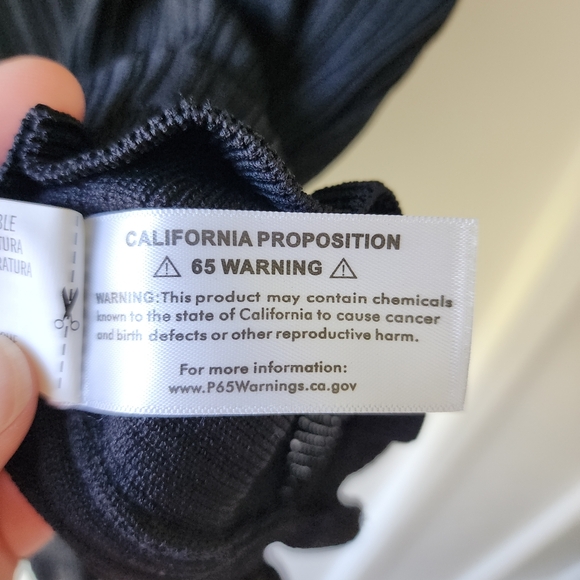 CALIFORNIA PROPOSITION
⚠ 65 WARNING ⚠
WARNING:This product may contain chemicals
known to the state of California to cause cancer
and birth defects or other reproductive harm.
For more information:
www.P65Warnings.ca.gov